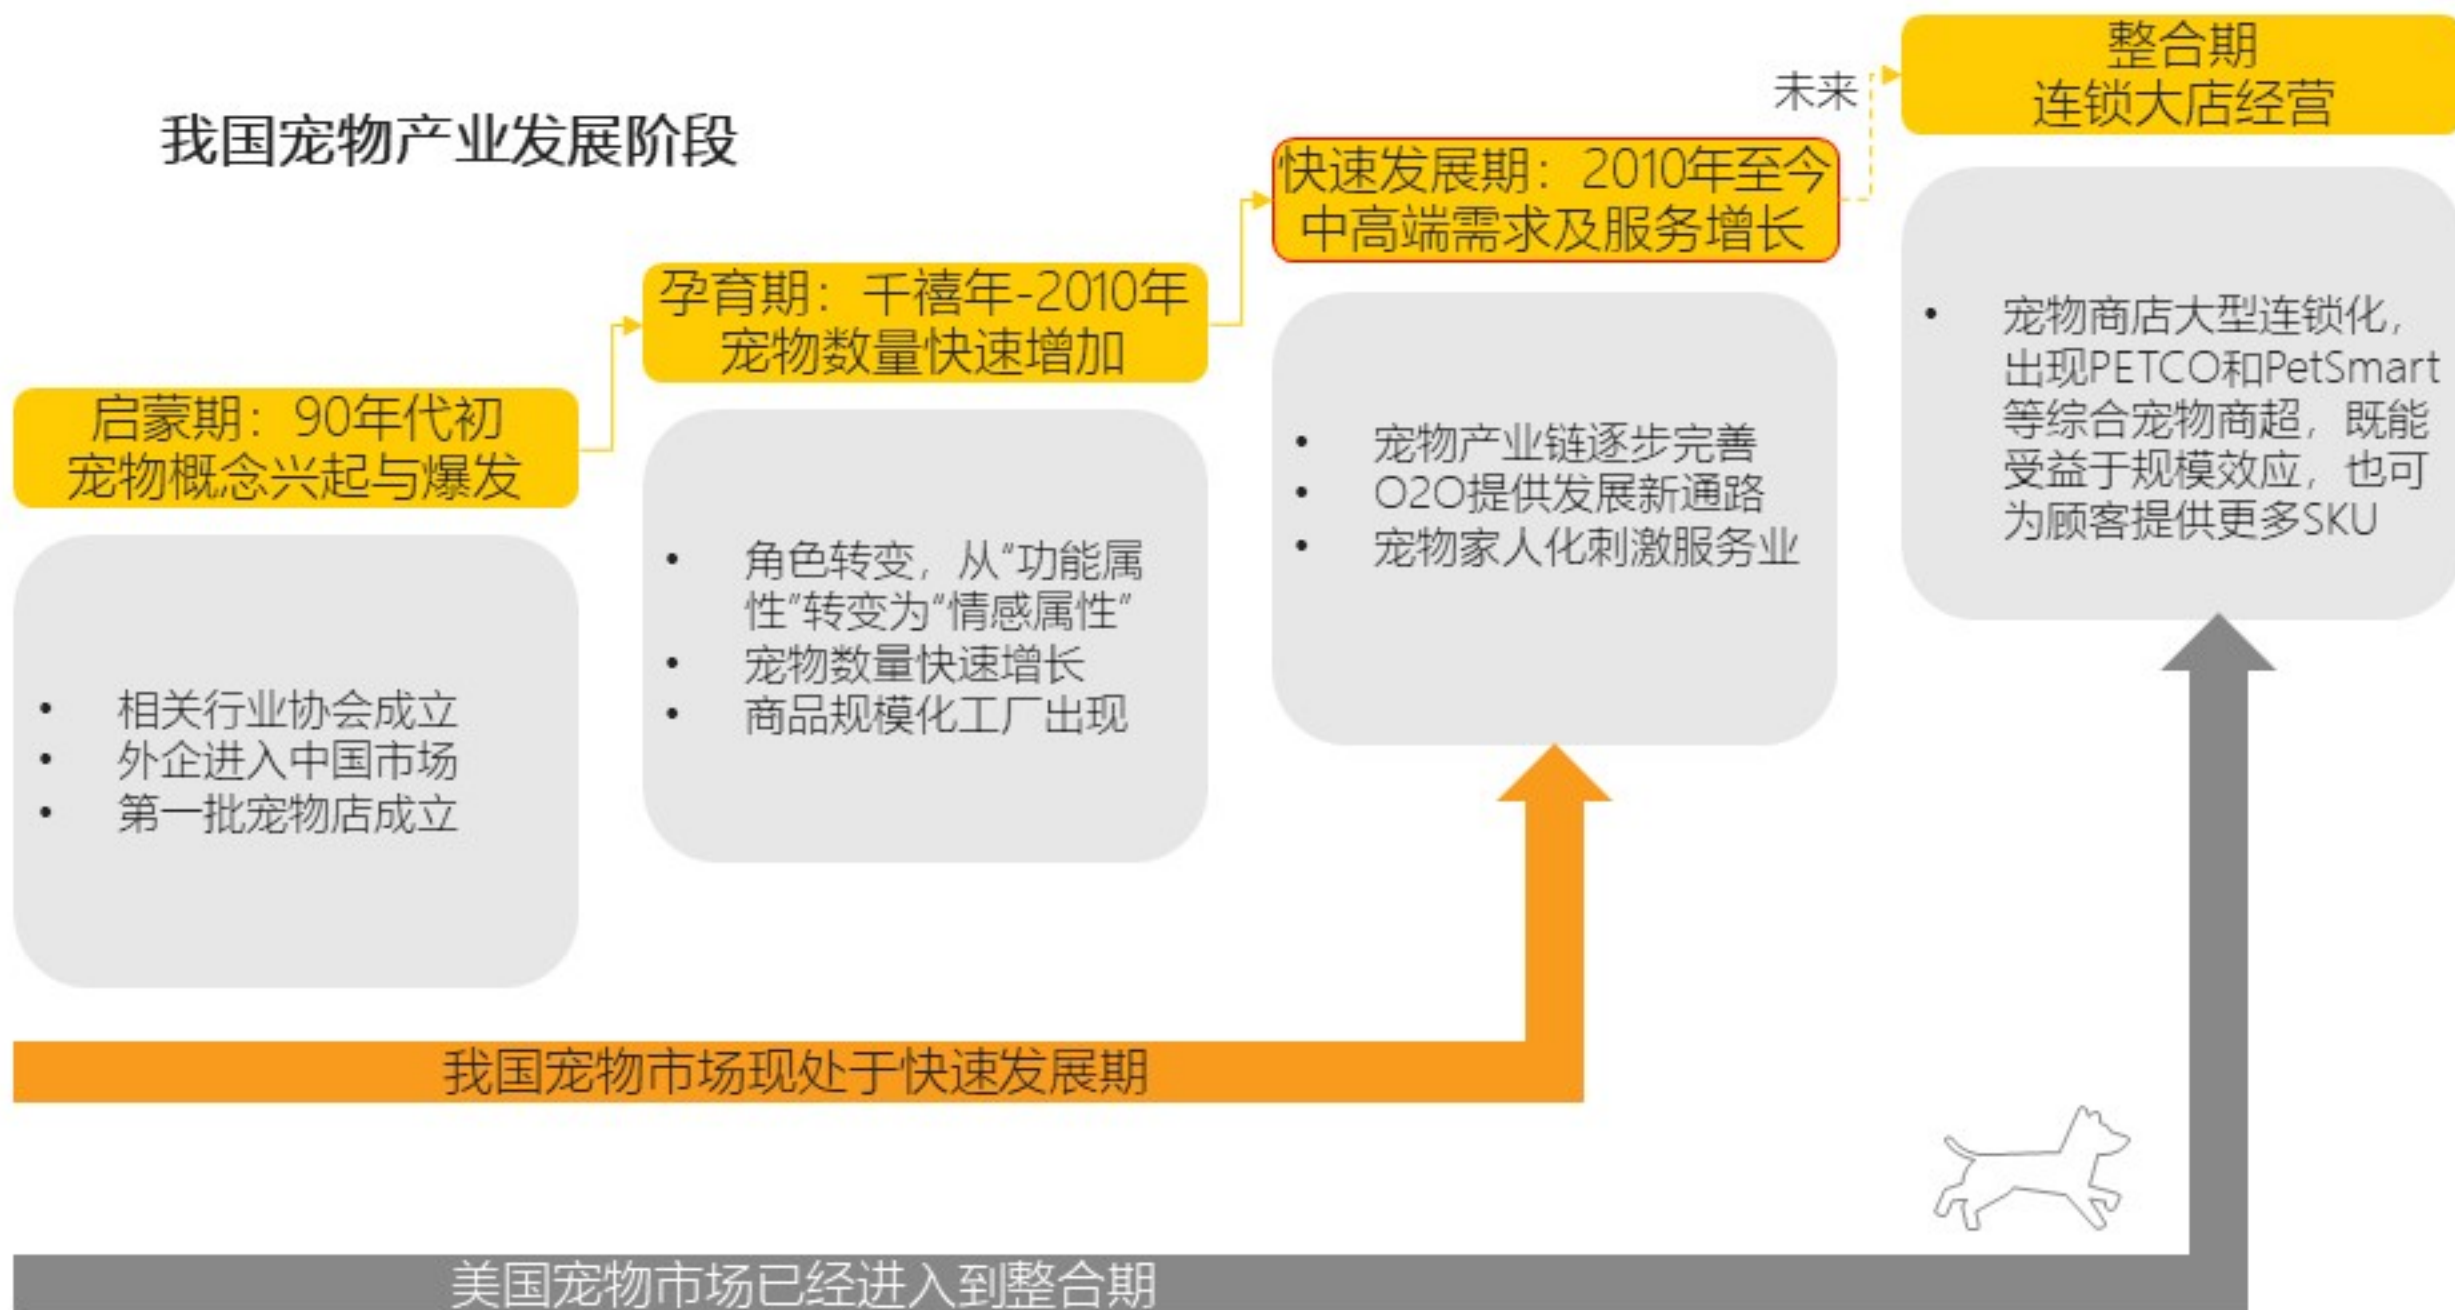 我国宠物产业发展阶段
启蒙期：90年代初
宠物概念兴起与爆发
• 相关行业协会成立
• 外企进入中国市场
• 第一批宠物店成立
孕育期：千禧年-2010年
宠物数量快速增加
• 角色转变，从“功能属
性”转变为“情感属性”
• 宠物数量快速增长
• 商品规模化工厂出现
快速发展期：2010年至今
中高端需求及服务增长
• 宠物产业链逐步完善
• O2O提供发展新通路
• 宠物家人化刺激服务业
未来
整合期
连锁大店经营
• 宠物商店大型连锁化，
出现PETCO和PetSmart
等综合宠物商超，既能
受益于规模效应，也可
为顾客提供更多SKU
我国宠物市场现处于快速发展期
美国宠物市场已经进入到整合期